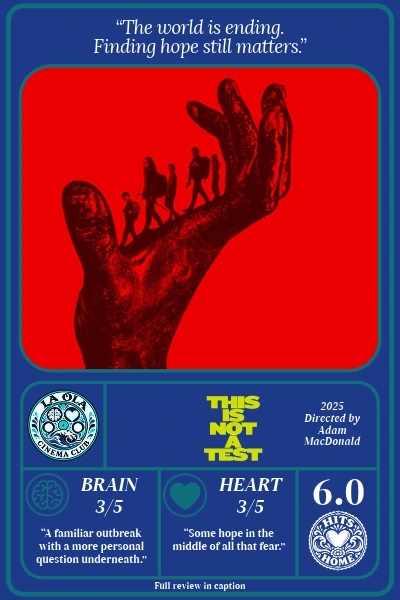 “The world is ending.
Finding hope still matters.”
LA OLA
CINEMA CLUB
THIS
IS
NOT
A
TEST
2025
Directed by
Adam
MacDonald
BRAIN
3/5
“A familiar outbreak
with a more personal
question underneath.”
HEART
3/5
“Some hope in the
middle of all that fear.”
6.0
HITS
HOME
Full review in caption